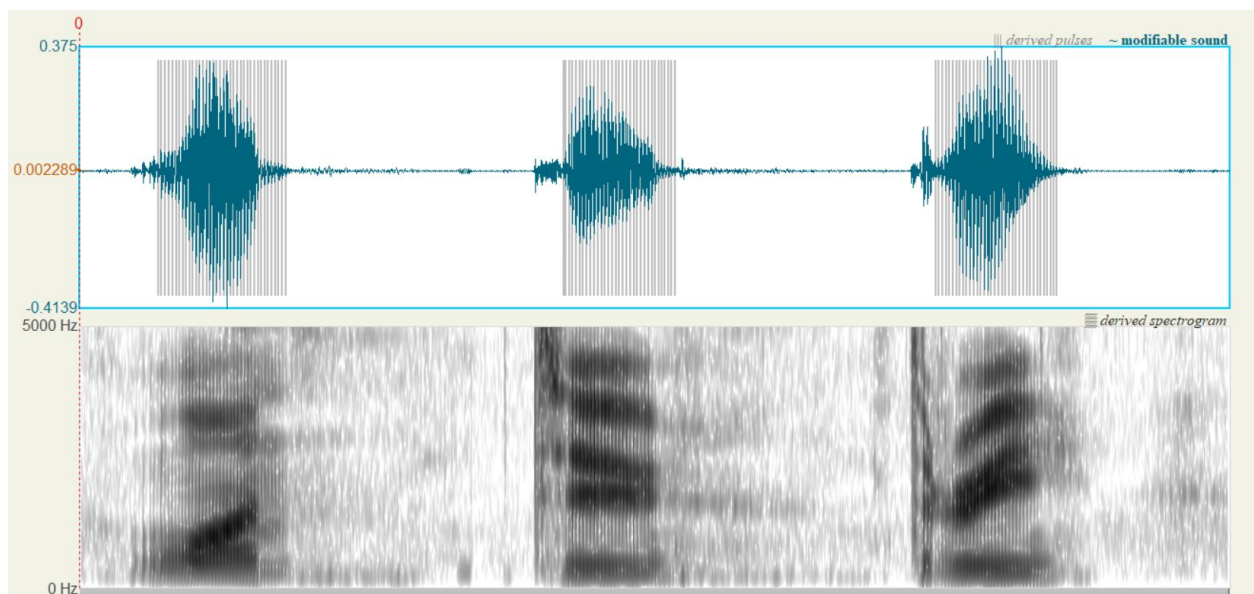 0
0.375
||| derived pulses ~ modifiable sound
0.002289
-0.4139
5000 Hz
derived spectrogram
0 Hz